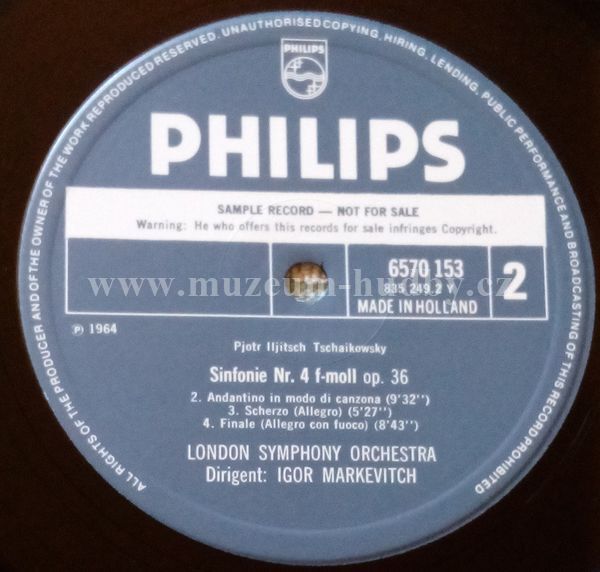 ALL RIGHTS OF THE PRODUCER AND OF THE OWNER OF THE WORK REPRODUCED RESERVED. UNAUTHORISED COPYING, HIRING, LENDING, PUBLIC PERFORMANCE AND BROADCASTING OF THIS RECORD PROHIBITED
PHILIPS
PHILIPS
SAMPLE RECORD — NOT FOR SALE
Warning: He who offers this records for sale infringes Copyright.
6570 153
835 249.2 Y
MADE IN HOLLAND
2
www.muzeum-hudby.cz
℗ 1964
Pjotr Iljitsch Tschaikowsky
Sinfonie Nr. 4 f-moll op. 36
2. Andantino in modo di canzona (9'32'')
3. Scherzo (Allegro) (5'27'')
4. Finale (Allegro con fuoco) (8'43'')
LONDON SYMPHONY ORCHESTRA
Dirigent: IGOR MARKEVITCH